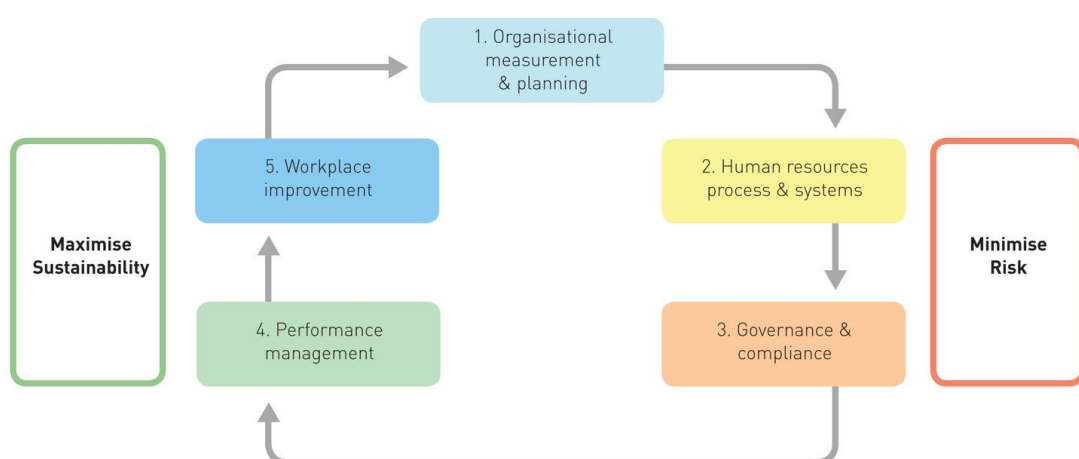 1. Organisational
measurement
& planning
2. Human resources
process & systems
3. Governance &
compliance
4. Performance
management
5. Workplace
improvement
Maximise
Sustainability
Minimise
Risk